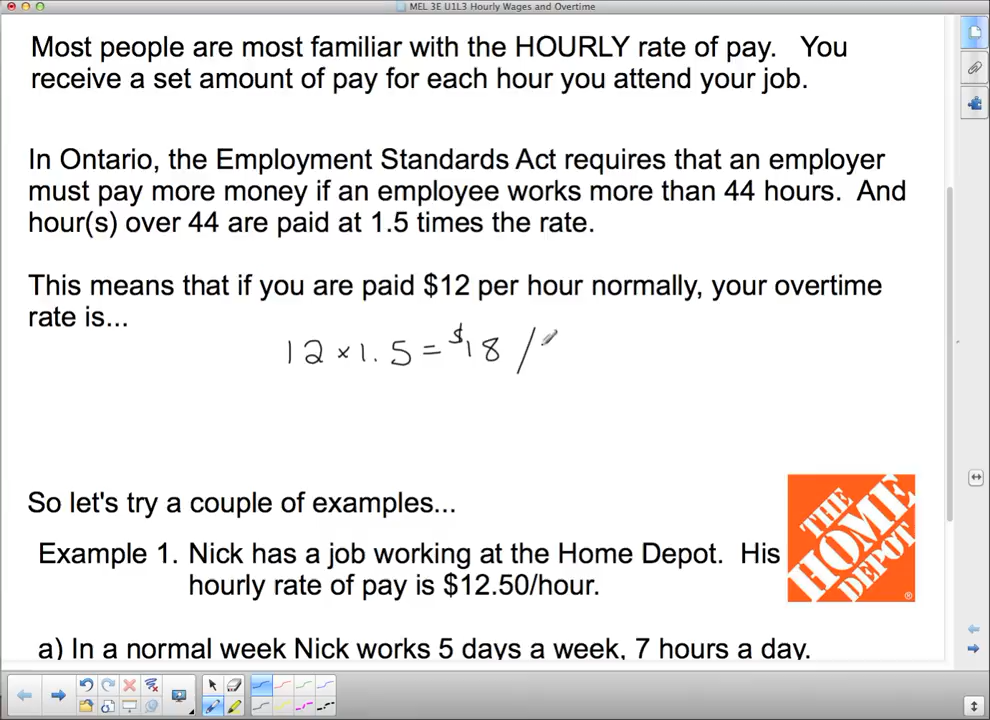 MEL 3E U1L3 Hourly Wages and Overtime
Most people are most familiar with the HOURLY rate of pay. You
receive a set amount of pay for each hour you attend your job.
In Ontario, the Employment Standards Act requires that an employer
must pay more money if an employee works more than 44 hours. And
hour(s) over 44 are paid at 1.5 times the rate.
This means that if you are paid $12 per hour normally, your overtime
rate is...
12 × 1.5 = $18 /
So let's try a couple of examples...
THE
HOME
DEPOT
®
Example 1. Nick has a job working at the Home Depot. His
hourly rate of pay is $12.50/hour.
a) In a normal week Nick works 5 days a week, 7 hours a day.